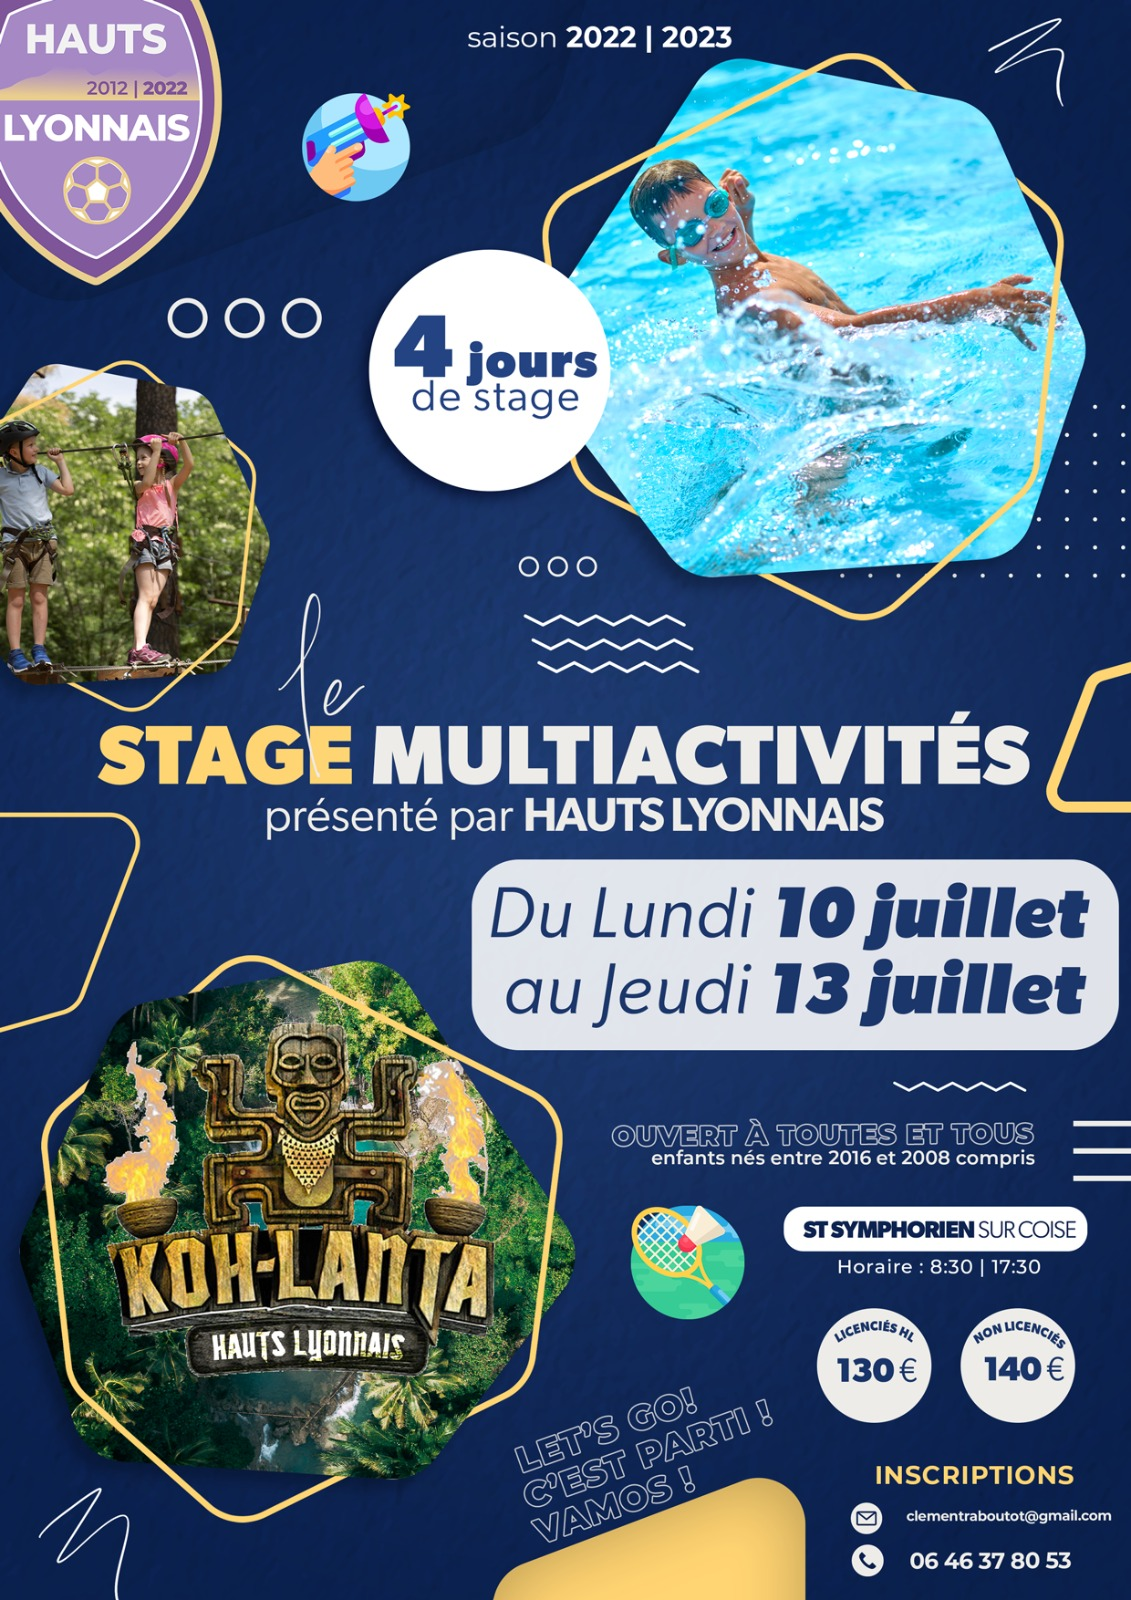 HAUTS
2012 | 2022
LYONNAIS
saison 2022 | 2023
4 jours
de stage
le
STAGE MULTIACTIVITÉS
présenté par HAUTS LYONNAIS
Du Lundi 10 juillet
au Jeudi 13 juillet
OUVERT À TOUTES ET TOUS
enfants nés entre 2016 et 2008 compris
ST SYMPHORIEN SUR COISE
Horaire : 8:30 | 17:30
LICENCIÉS HL
130 €
NON LICENCIÉS
140 €
KOH-LANTA
HAUTS LYONNAIS
LET'S GO!
C'EST PARTI !
VAMOS !
INSCRIPTIONS
clementraboutot@gmail.com
06 46 37 80 53